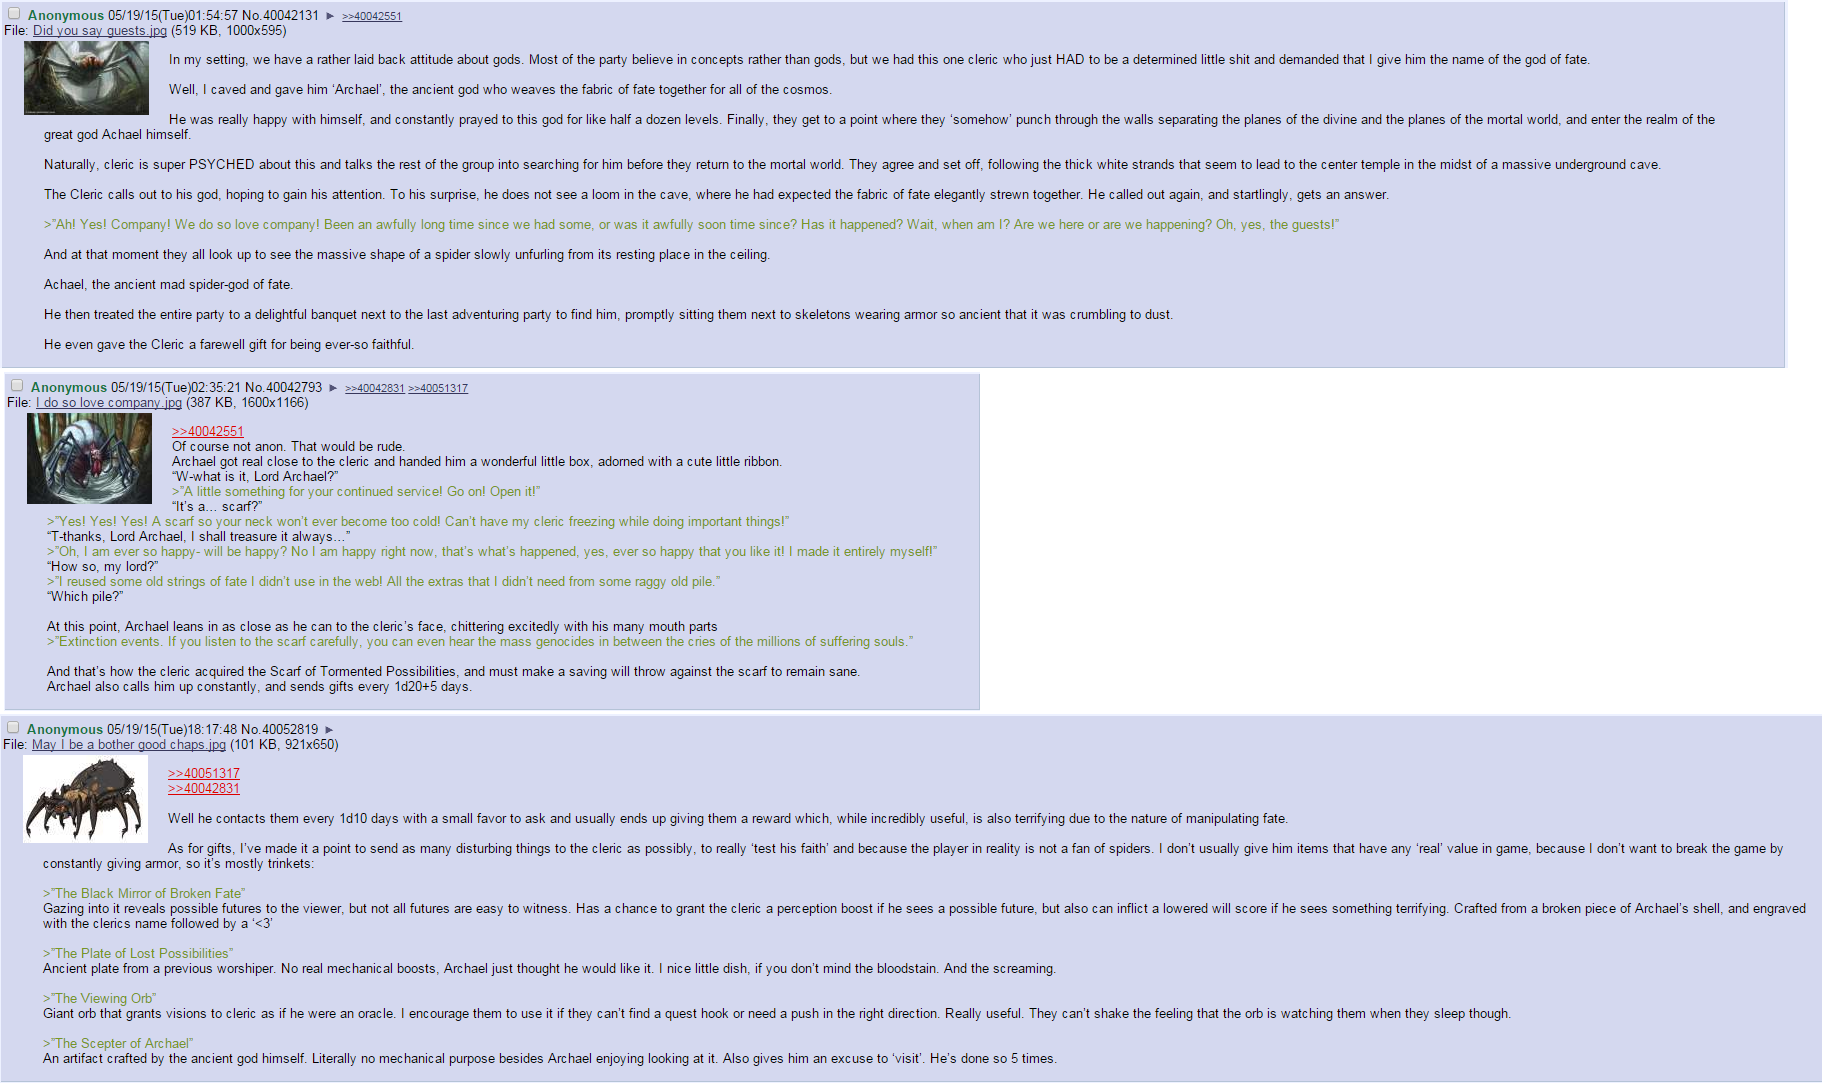 Anonymous 05/19/15(Tue)01:54:57 No.40042131 ► >>40042551
File: Did you say guests.jpg (519 KB, 1000x595)
In my setting, we have a rather laid back attitude about gods. Most of the party believe in concepts rather than gods, but we had this one cleric who just HAD to be a determined little shit and demanded that I give him the name of the god of fate.
Well, I caved and gave him ‘Archael’, the ancient god who weaves the fabric of fate together for all of the cosmos.
He was really happy with himself, and constantly prayed to this god for like half a dozen levels. Finally, they get to a point where they ‘somehow’ punch through the walls separating the planes of the divine and the planes of the mortal world, and enter the realm of the
great god Achael himself.
Naturally, cleric is super PSYCHED about this and talks the rest of the group into searching for him before they return to the mortal world. They agree and set off, following the thick white strands that seem to lead to the center temple in the midst of a massive underground cave.
The Cleric calls out to his god, hoping to gain his attention. To his surprise, he does not see a loom in the cave, where he had expected the fabric of fate elegantly strewn together. He called out again, and startlingly, gets an answer.
>”Ah! Yes! Company! We do so love company! Been an awfully long time since we had some, or was it awfully soon time since? Has it happened? Wait, when am I? Are we here or are we happening? Oh, yes, the guests!”
And at that moment they all look up to see the massive shape of a spider slowly unfurling from its resting place in the ceiling.
Achael, the ancient mad spider-god of fate.
He then treated the entire party to a delightful banquet next to the last adventuring party to find him, promptly sitting them next to skeletons wearing armor so ancient that it was crumbling to dust.
He even gave the Cleric a farewell gift for being ever-so faithful.
Anonymous 05/19/15(Tue)02:35:21 No.40042793 ► >>40042831 >>40051317
File: I do so love company.jpg (387 KB, 1600x1166)
>>40042551
Of course not anon. That would be rude.
Archael got real close to the cleric and handed him a wonderful little box, adorned with a cute little ribbon.
“W-what is it, Lord Archael?”
>”A little something for your continued service! Go on! Open it!”
“It’s a… scarf?”
>”Yes! Yes! Yes! A scarf so your neck won’t ever become too cold! Can’t have my cleric freezing while doing important things!”
“T-thanks, Lord Archael, I shall treasure it always…”
>”Oh, I am ever so happy- will be happy? No I am happy right now, that’s what’s happened, yes, ever so happy that you like it! I made it entirely myself!”
“How so, my lord?”
>”I reused some old strings of fate I didn’t use in the web! All the extras that I didn’t need from some raggy old pile.”
“Which pile?”
At this point, Archael leans in as close as he can to the cleric’s face, chittering excitedly with his many mouth parts
>”Extinction events. If you listen to the scarf carefully, you can even hear the mass genocides in between the cries of the millions of suffering souls.”
And that’s how the cleric acquired the Scarf of Tormented Possibilities, and must make a saving will throw against the scarf to remain sane.
Archael also calls him up constantly, and sends gifts every 1d20+5 days.
Anonymous 05/19/15(Tue)18:17:48 No.40052819 ►
File: May I be a bother good chaps.jpg (101 KB, 921x650)
>>40051317
>>40042831
Well he contacts them every 1d10 days with a small favor to ask and usually ends up giving them a reward which, while incredibly useful, is also terrifying due to the nature of manipulating fate.
As for gifts, I’ve made it a point to send as many disturbing things to the cleric as possibly, to really ‘test his faith’ and because the player in reality is not a fan of spiders. I don’t usually give him items that have any ‘real’ value in game, because I don’t want to break the game by
constantly giving armor, so it’s mostly trinkets:
>”The Black Mirror of Broken Fate”
Gazing into it reveals possible futures to the viewer, but not all futures are easy to witness. Has a chance to grant the cleric a perception boost if he sees a possible future, but also can inflict a lowered will score if he sees something terrifying. Crafted from a broken piece of Archael’s shell, and engraved
with the clerics name followed by a ‘<3’
>”The Plate of Lost Possibilities”
Ancient plate from a previous worshiper. No real mechanical boosts, Archael just thought he would like it. I nice little dish, if you don’t mind the bloodstain. And the screaming.
>”The Viewing Orb”
Giant orb that grants visions to cleric as if he were an oracle. I encourage them to use it if they can’t find a quest hook or need a push in the right direction. Really useful. They can’t shake the feeling that the orb is watching them when they sleep though.
>”The Scepter of Archael”
An artifact crafted by the ancient god himself. Literally no mechanical purpose besides Archael enjoying looking at it. Also gives him an excuse to ‘visit’. He’s done so 5 times.